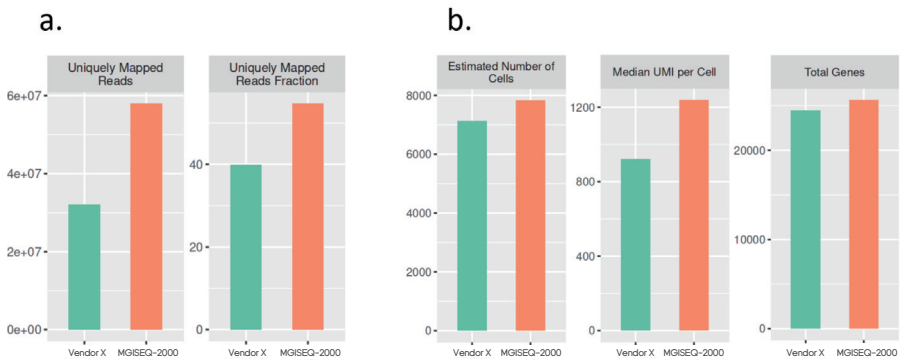 a.
Uniquely Mapped
Reads
6e+07
4e+07
2e+07
0e+00
Vendor X MGISEQ-2000
Uniquely Mapped
Reads Fraction
40
20
0
Vendor X MGISEQ-2000
b.
Estimated Number of
Cells
8000
6000
4000
2000
0
Vendor X MGISEQ-2000
Median UMI per Cell
1200
800
400
0
Vendor X MGISEQ-2000
Total Genes
20000
10000
0
Vendor X MGISEQ-2000